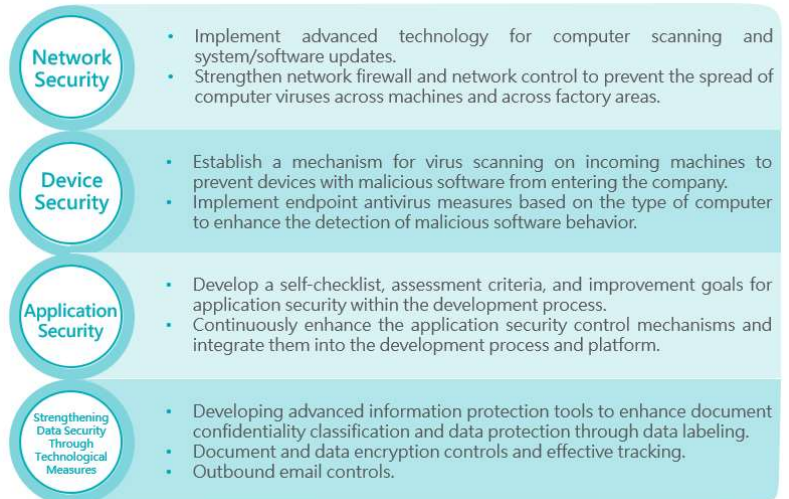 Network
Security
• Implement advanced technology for computer scanning and
system/software updates.
• Strengthen network firewall and network control to prevent the spread of
computer viruses across machines and across factory areas.
Device
Security
• Establish a mechanism for virus scanning on incoming machines to
prevent devices with malicious software from entering the company.
• Implement endpoint antivirus measures based on the type of computer
to enhance the detection of malicious software behavior.
Application
Security
• Develop a self-checklist, assessment criteria, and improvement goals for
application security within the development process.
• Continuously enhance the application security control mechanisms and
integrate them into the development process and platform.
Strengthening
Data Security
Through
Technological
Measures
• Developing advanced information protection tools to enhance document
confidentiality classification and data protection through data labeling.
• Document and data encryption controls and effective tracking.
• Outbound email controls.